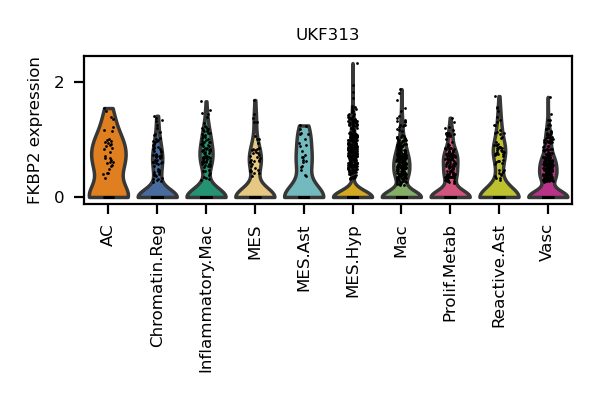 UKF313
FKBP2 expression
2
0
AC
Chromatin.Reg
Inflammatory.Mac
MES
MES.Ast
MES.Hyp
Mac
Prolif.Metab
Reactive.Ast
Vasc